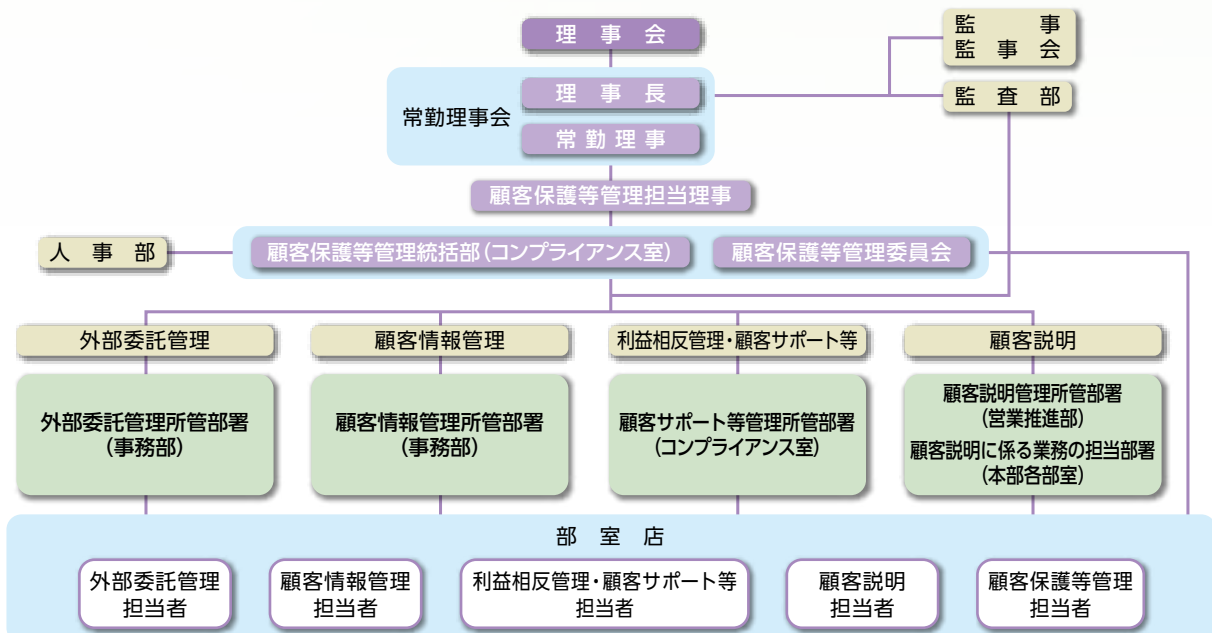 理事会
監事
監事会
常勤理事会
理事長
監査部
常勤理事
顧客保護等管理担当理事
人事部
顧客保護等管理統括部(コンプライアンス室)
顧客保護等管理委員会
外部委託管理
顧客情報管理
利益相反管理・顧客サポート等
顧客説明
外部委託管理所管部署
(事務部)
顧客情報管理所管部署
(事務部)
顧客サポート等管理所管部署
(コンプライアンス室)
顧客説明管理所管部署
(営業推進部)
顧客説明に係る業務の担当部署
(本部各部室)
部室店
外部委託管理
担当者
顧客情報管理
担当者
利益相反管理・顧客サポート等
担当者
顧客説明
担当者
顧客保護等管理
担当者